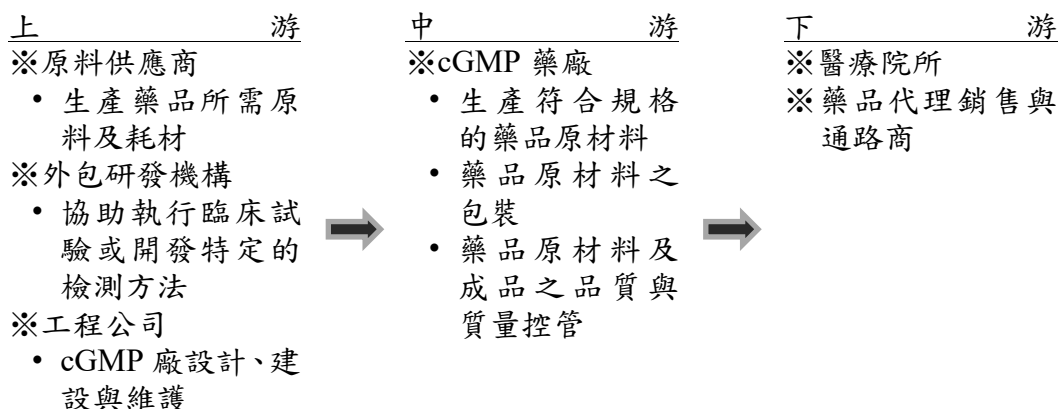 上游
※原料供應商
• 生產藥品所需原
料及耗材
※外包研發機構
• 協助執行臨床試
驗或開發特定的
檢測方法
※工程公司
• cGMP 廠設計、建
設與維護
中游
※cGMP 藥廠
• 生產符合規格
的藥品原材料
• 藥品原材料之
包裝
• 藥品原材料及
成品之品質與
質量控管
下游
※醫療院所
※藥品代理銷售與
通路商